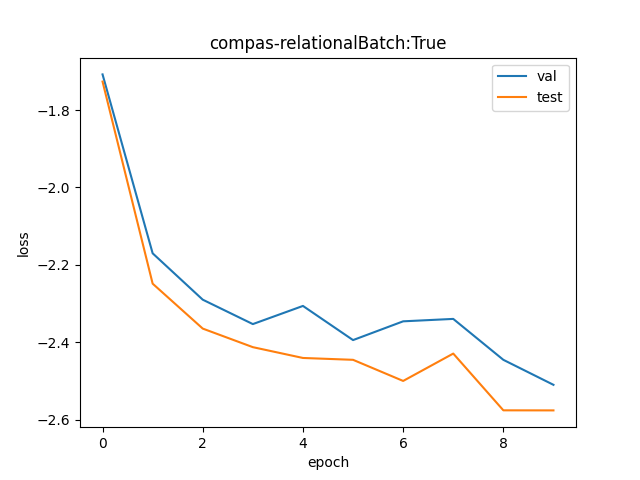 compas-relationalBatch:True
val
test
loss
−1.8
−2.0
−2.2
−2.4
−2.6
0
2
4
6
8
epoch